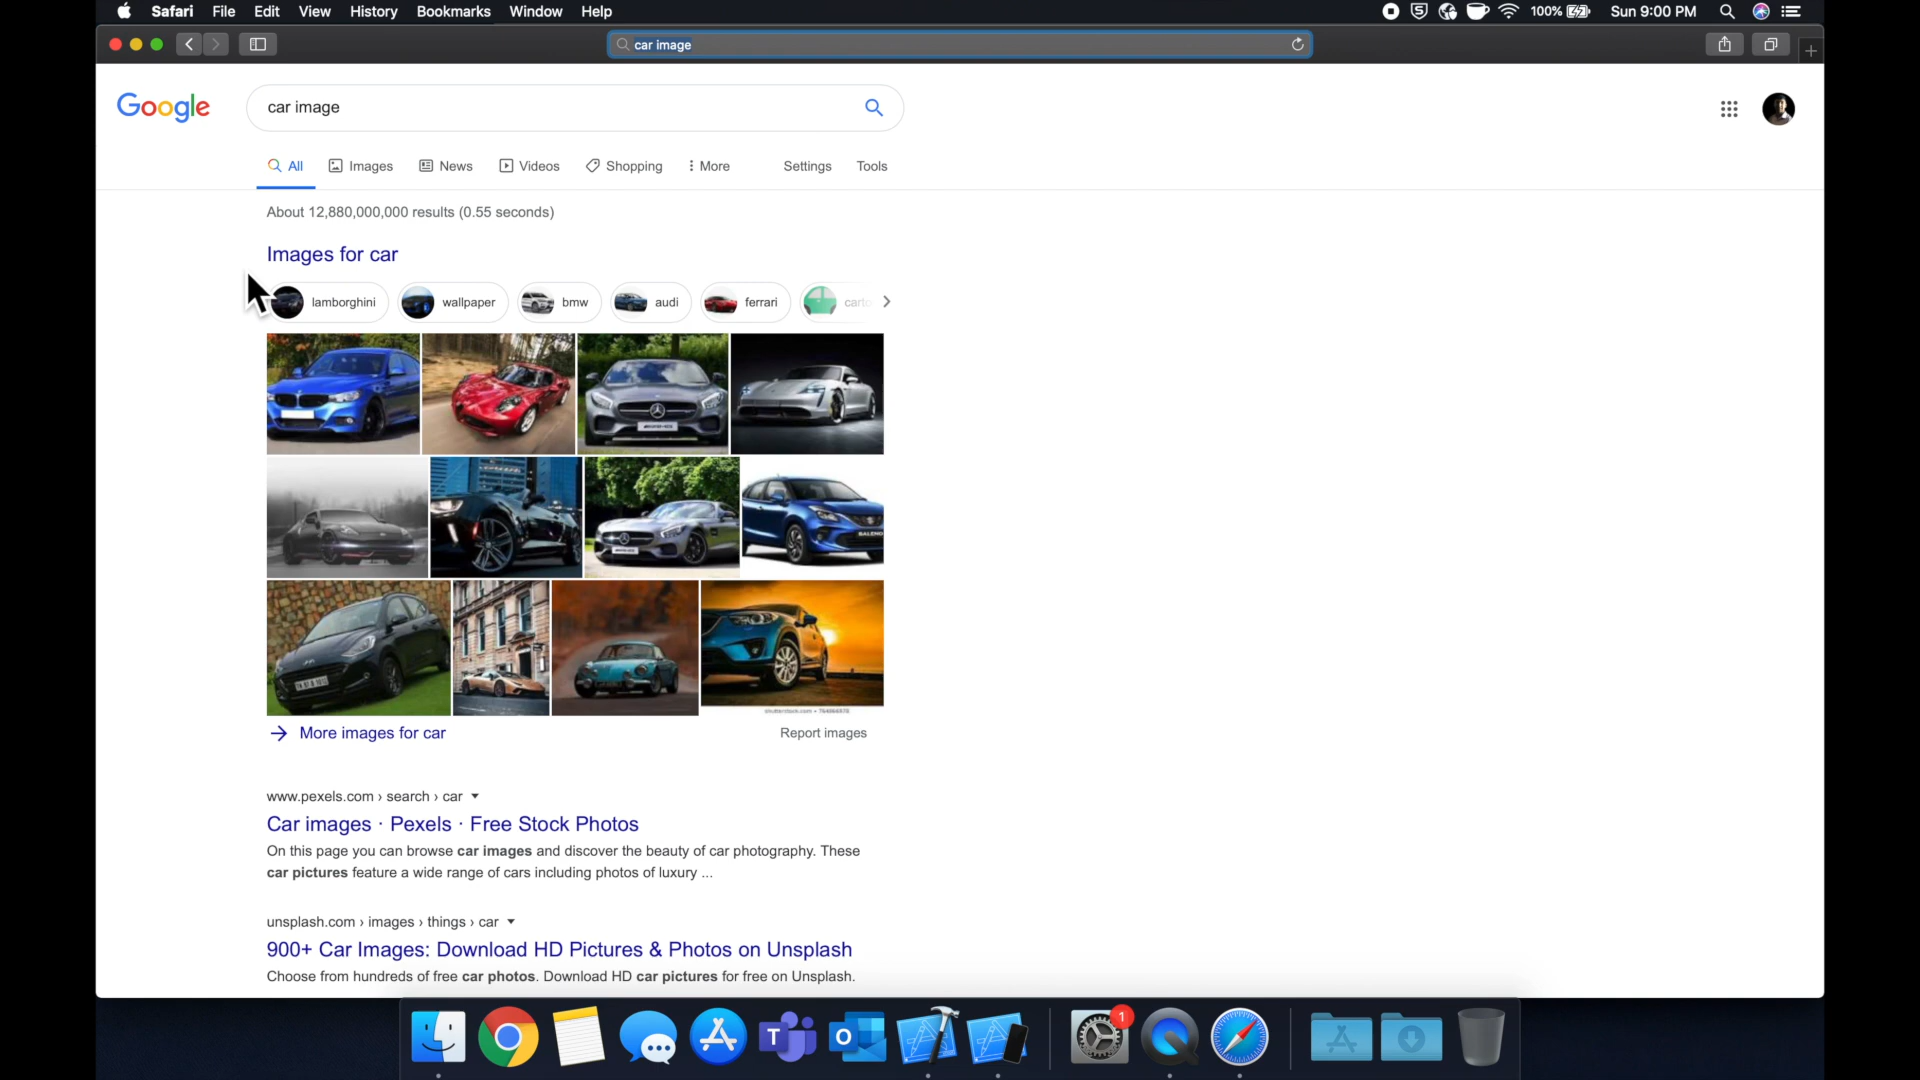 Safari File Edit View History Bookmarks Window Help 100% Sun 9:00 PM
car image
Google car image
All Images News Videos Shopping More Settings Tools
About 12,880,000,000 results (0.55 seconds)
Images for car
lamborghini wallpaper bmw audi ferrari
BALENO
More images for car Report images
www.pexels.com › search › car
Car images · Pexels · Free Stock Photos
On this page you can browse car images and discover the beauty of car photography. These
car pictures feature a wide range of cars including photos of luxury ...
unsplash.com › images › things › car
900+ Car Images: Download HD Pictures & Photos on Unsplash
Choose from hundreds of free car photos. Download HD car pictures for free on Unsplash.
T O 1